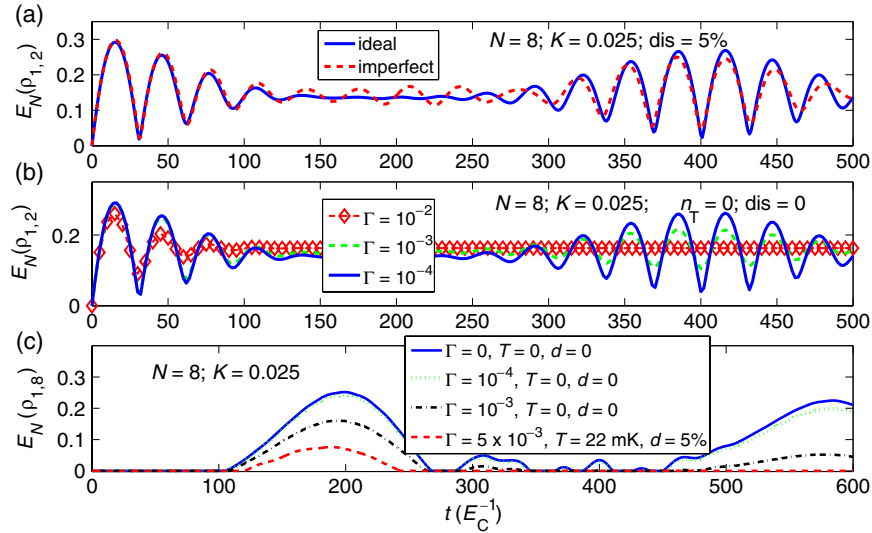 (a)
E_N(ρ_{1,2})
0.3
0.2
0.1
0
ideal
imperfect
N = 8; K = 0.025; dis = 5%
0 50 100 150 200 250 300 350 400 450 500
(b)
E_N(ρ_{1,2})
0.2
0
Γ = 10^{-2}
Γ = 10^{-3}
Γ = 10^{-4}
N = 8; K = 0.025; n_T = 0; dis = 0
0 50 100 150 200 250 300 350 400 450 500
(c)
E_N(ρ_{1,8})
0.3
0.2
0.1
0
N = 8; K = 0.025
Γ = 0, T = 0, d = 0
Γ = 10^{-4}, T = 0, d = 0
Γ = 10^{-3}, T = 0, d = 0
Γ = 5 x 10^{-3}, T = 22 mK, d = 5%
0 100 200 300 400 500 600
t (E_C^{-1})